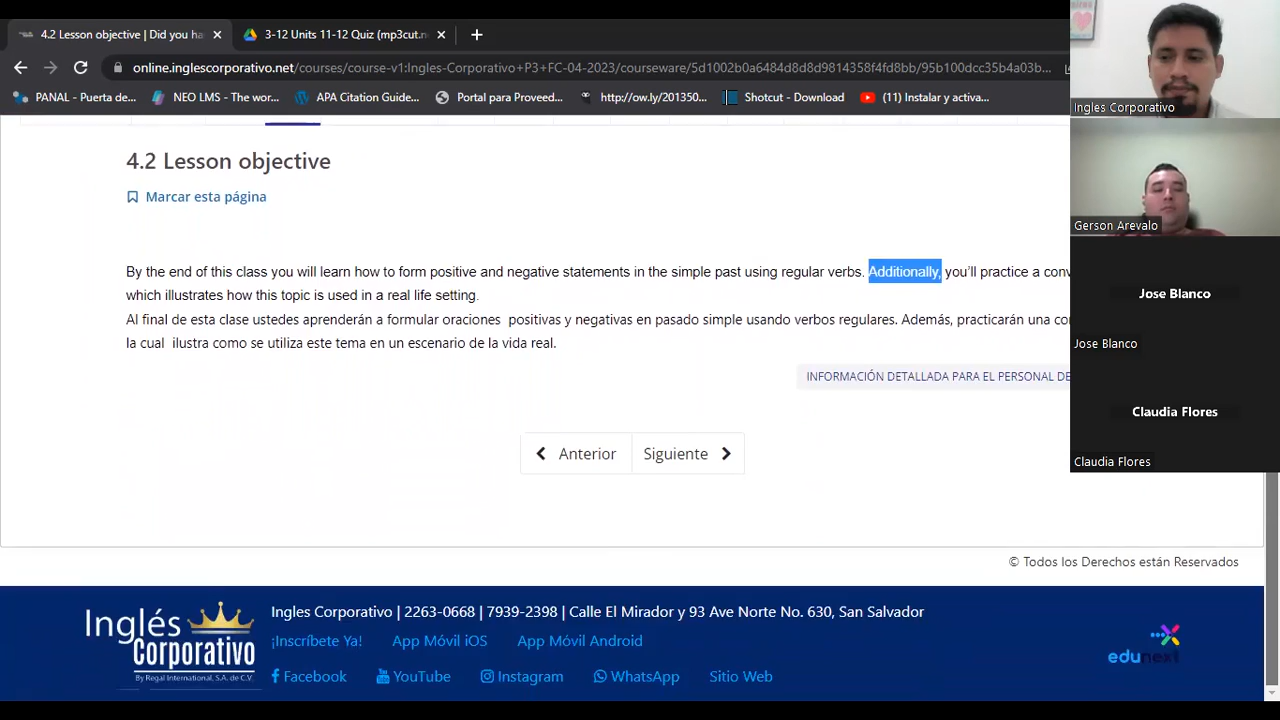 4.2 Lesson objective | Did you ha
3-12 Units 11-12 Quiz (mp3cut.n
online.inglescorporativo.net/courses/course-v1:Ingles-Corporativo+P3+FC-04-2023/courseware/5d1002b0a6484d8d8d9814358f4fd8bb/95b100dcc35b4a03b...
PANAL - Puerta de... NEO LMS - The wor... APA Citation Guide... Portal para Proveed... http://ow.ly/201350... Shotcut - Download (11) Instalar y activa...
Ingles Corporativo
Gerson Arevalo
Jose Blanco
Jose Blanco
Claudia Flores
Claudia Flores
4.2 Lesson objective
Marcar esta página
By the end of this class you will learn how to form positive and negative statements in the simple past using regular verbs. Additionally, you'll practice a conv
which illustrates how this topic is used in a real life setting.
Al final de esta clase ustedes aprenderán a formular oraciones positivas y negativas en pasado simple usando verbos regulares. Además, practicarán una con
la cual ilustra como se utiliza este tema en un escenario de la vida real.
INFORMACIÓN DETALLADA PARA EL PERSONAL DE
Anterior Siguiente
© Todos los Derechos están Reservados
Inglés Corporativo
By Regal International, S.A. de C.V.
Ingles Corporativo | 2263-0668 | 7939-2398 | Calle El Mirador y 93 Ave Norte No. 630, San Salvador
¡Inscríbete Ya! App Móvil iOS App Móvil Android
Facebook YouTube Instagram WhatsApp Sitio Web
edunext